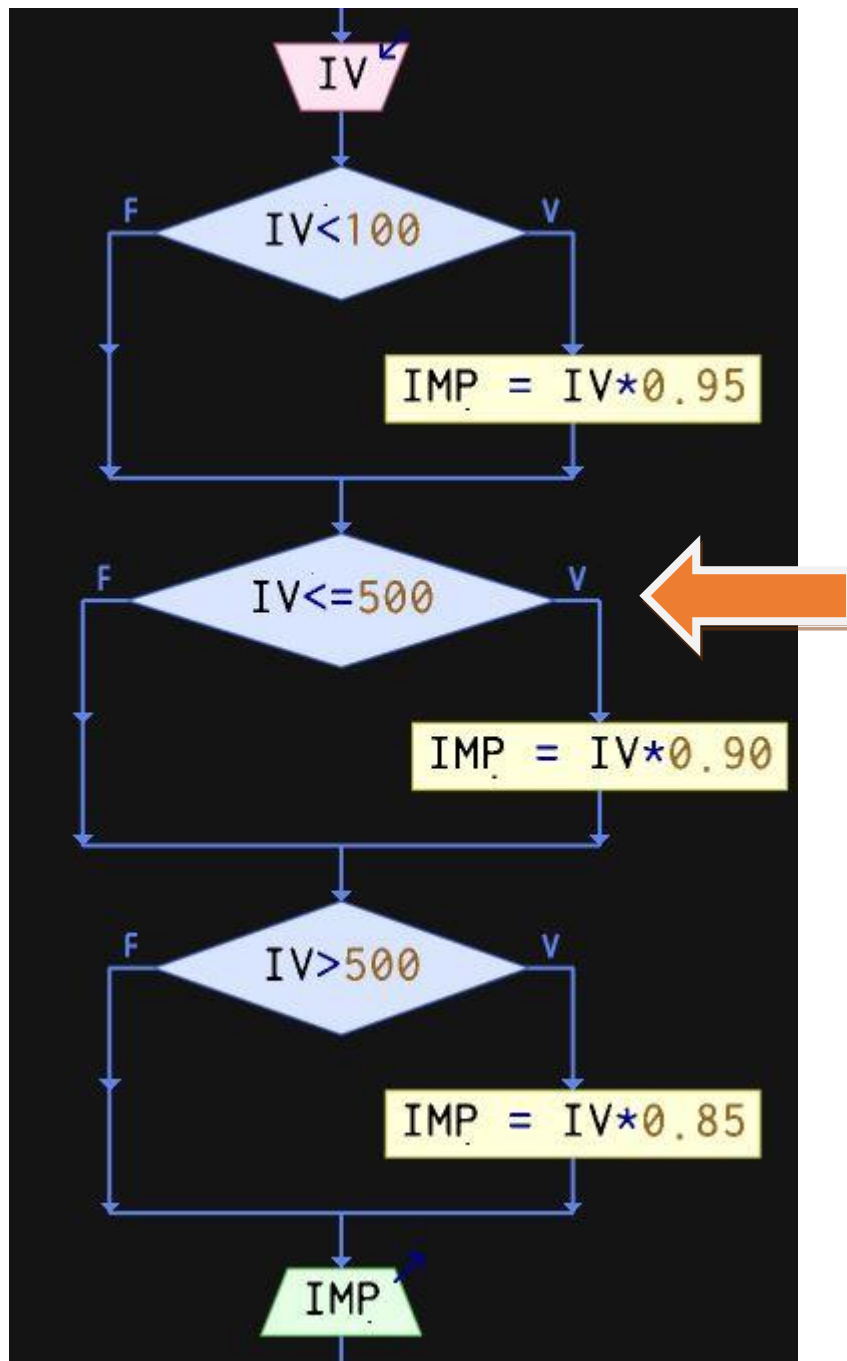 IV
F V
IV<100
IMP = IV*0.95
F V
IV<=500
IMP = IV*0.90
F V
IV>500
IMP = IV*0.85
IMP